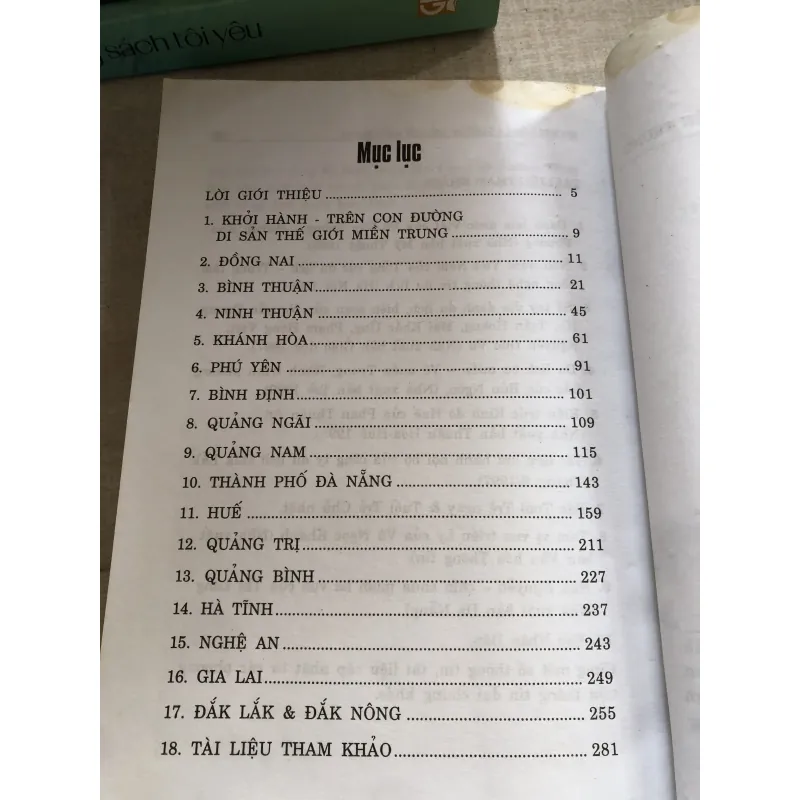 sách tôi yêu
Mục lục
LỜI GIỚI THIỆU ........ 5
1. KHỞI HÀNH - TRÊN CON ĐƯỜNG
DI SẢN THẾ GIỚI MIỀN TRUNG ........ 9
2. ĐỒNG NAI ........ 11
3. BÌNH THUẬN ........ 21
4. NINH THUẬN ........ 45
5. KHÁNH HÒA ........ 61
6. PHÚ YÊN ........ 91
7. BÌNH ĐỊNH ........ 101
8. QUẢNG NGÃI ........ 109
9. QUẢNG NAM ........ 115
10. THÀNH PHỐ ĐÀ NẴNG ........ 143
11. HUẾ ........ 159
12. QUẢNG TRỊ ........ 211
13. QUẢNG BÌNH ........ 227
14. HÀ TĨNH ........ 237
15. NGHỆ AN ........ 243
16. GIA LAI ........ 249
17. ĐẮK LẮK & ĐẮK NÔNG ........ 255
18. TÀI LIỆU THAM KHẢO ........ 281